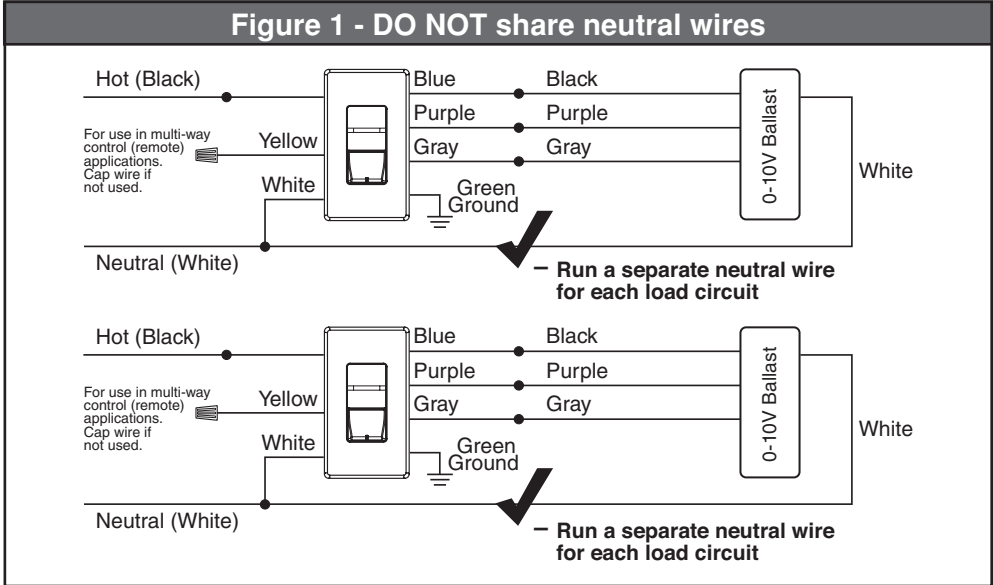 Figure 1 - DO NOT share neutral wires
Hot (Black)
Blue
Black
Purple
Purple
For use in multi-way
control (remote)
applications.
Cap wire if
not used.
Yellow
Gray
Gray
White
Green
Ground
0-10V Ballast
White
Neutral (White)
– Run a separate neutral wire
for each load circuit
Hot (Black)
Blue
Black
Purple
Purple
For use in multi-way
control (remote)
applications.
Cap wire if
not used.
Yellow
Gray
Gray
White
Green
Ground
0-10V Ballast
White
Neutral (White)
– Run a separate neutral wire
for each load circuit